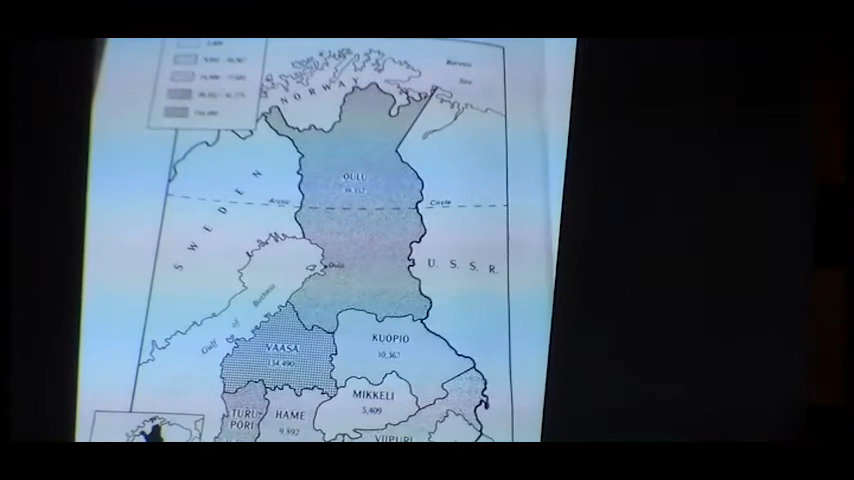 NORWAY
Barents
Sea
OULU
SWEDEN
Arctic
Circle
Oulu
U. S. S. R.
Gulf of Bothnia
VAASA
134,490
KUOPIO
10,367
MIKKELI
5,409
TURU-
PORI
HAME
9,892
VIIPURI